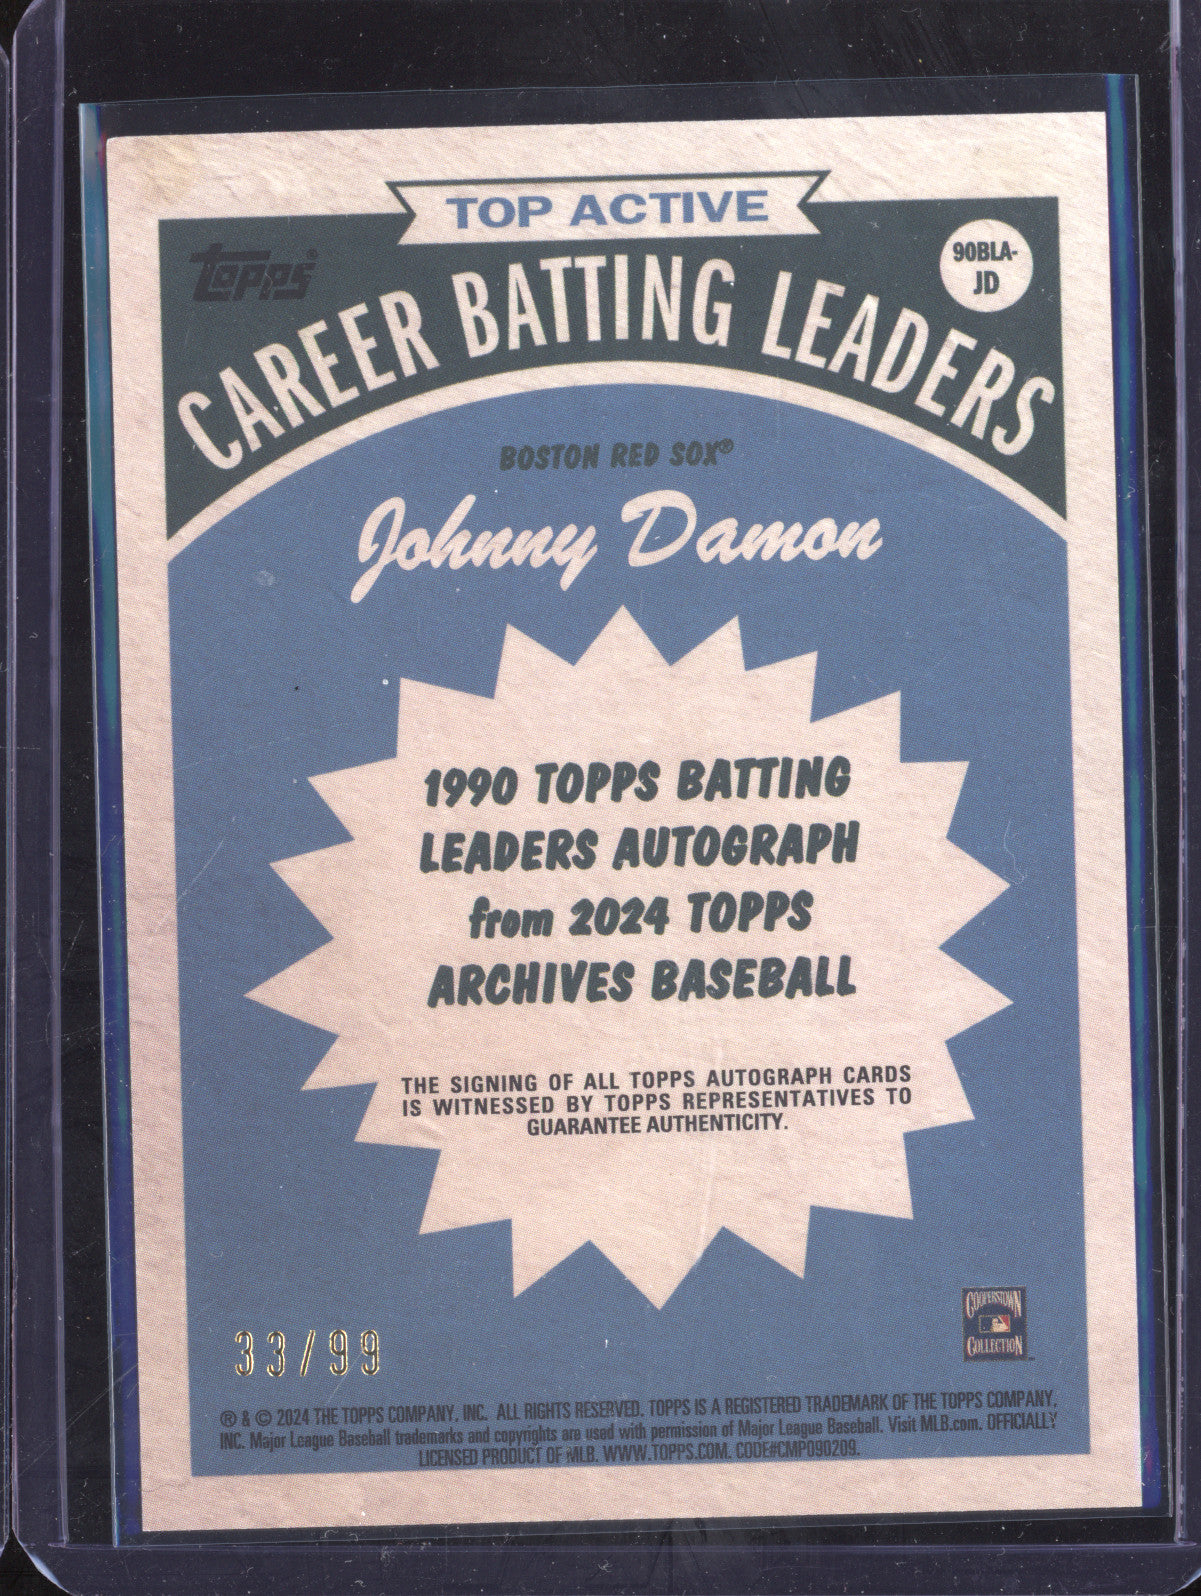 TOP ACTIVE
Topps®
90BLA-
JD
CAREER BATTING LEADERS
BOSTON RED SOX®
Johnny Damon
1990 TOPPS BATTING
LEADERS AUTOGRAPH
from 2024 TOPPS
ARCHIVES BASEBALL
THE SIGNING OF ALL TOPPS AUTOGRAPH CARDS
IS WITNESSED BY TOPPS REPRESENTATIVES TO
GUARANTEE AUTHENTICITY.
COOPERSTOWN
COLLECTION
33/99
® & © 2024 THE TOPPS COMPANY, INC. ALL RIGHTS RESERVED. TOPPS IS A REGISTERED TRADEMARK OF THE TOPPS COMPANY,
INC. Major League Baseball trademarks and copyrights are used with permission of Major League Baseball. Visit MLB.com. OFFICIALLY
LICENSED PRODUCT OF MLB. WWW.TOPPS.COM. CODE#CMP090209.